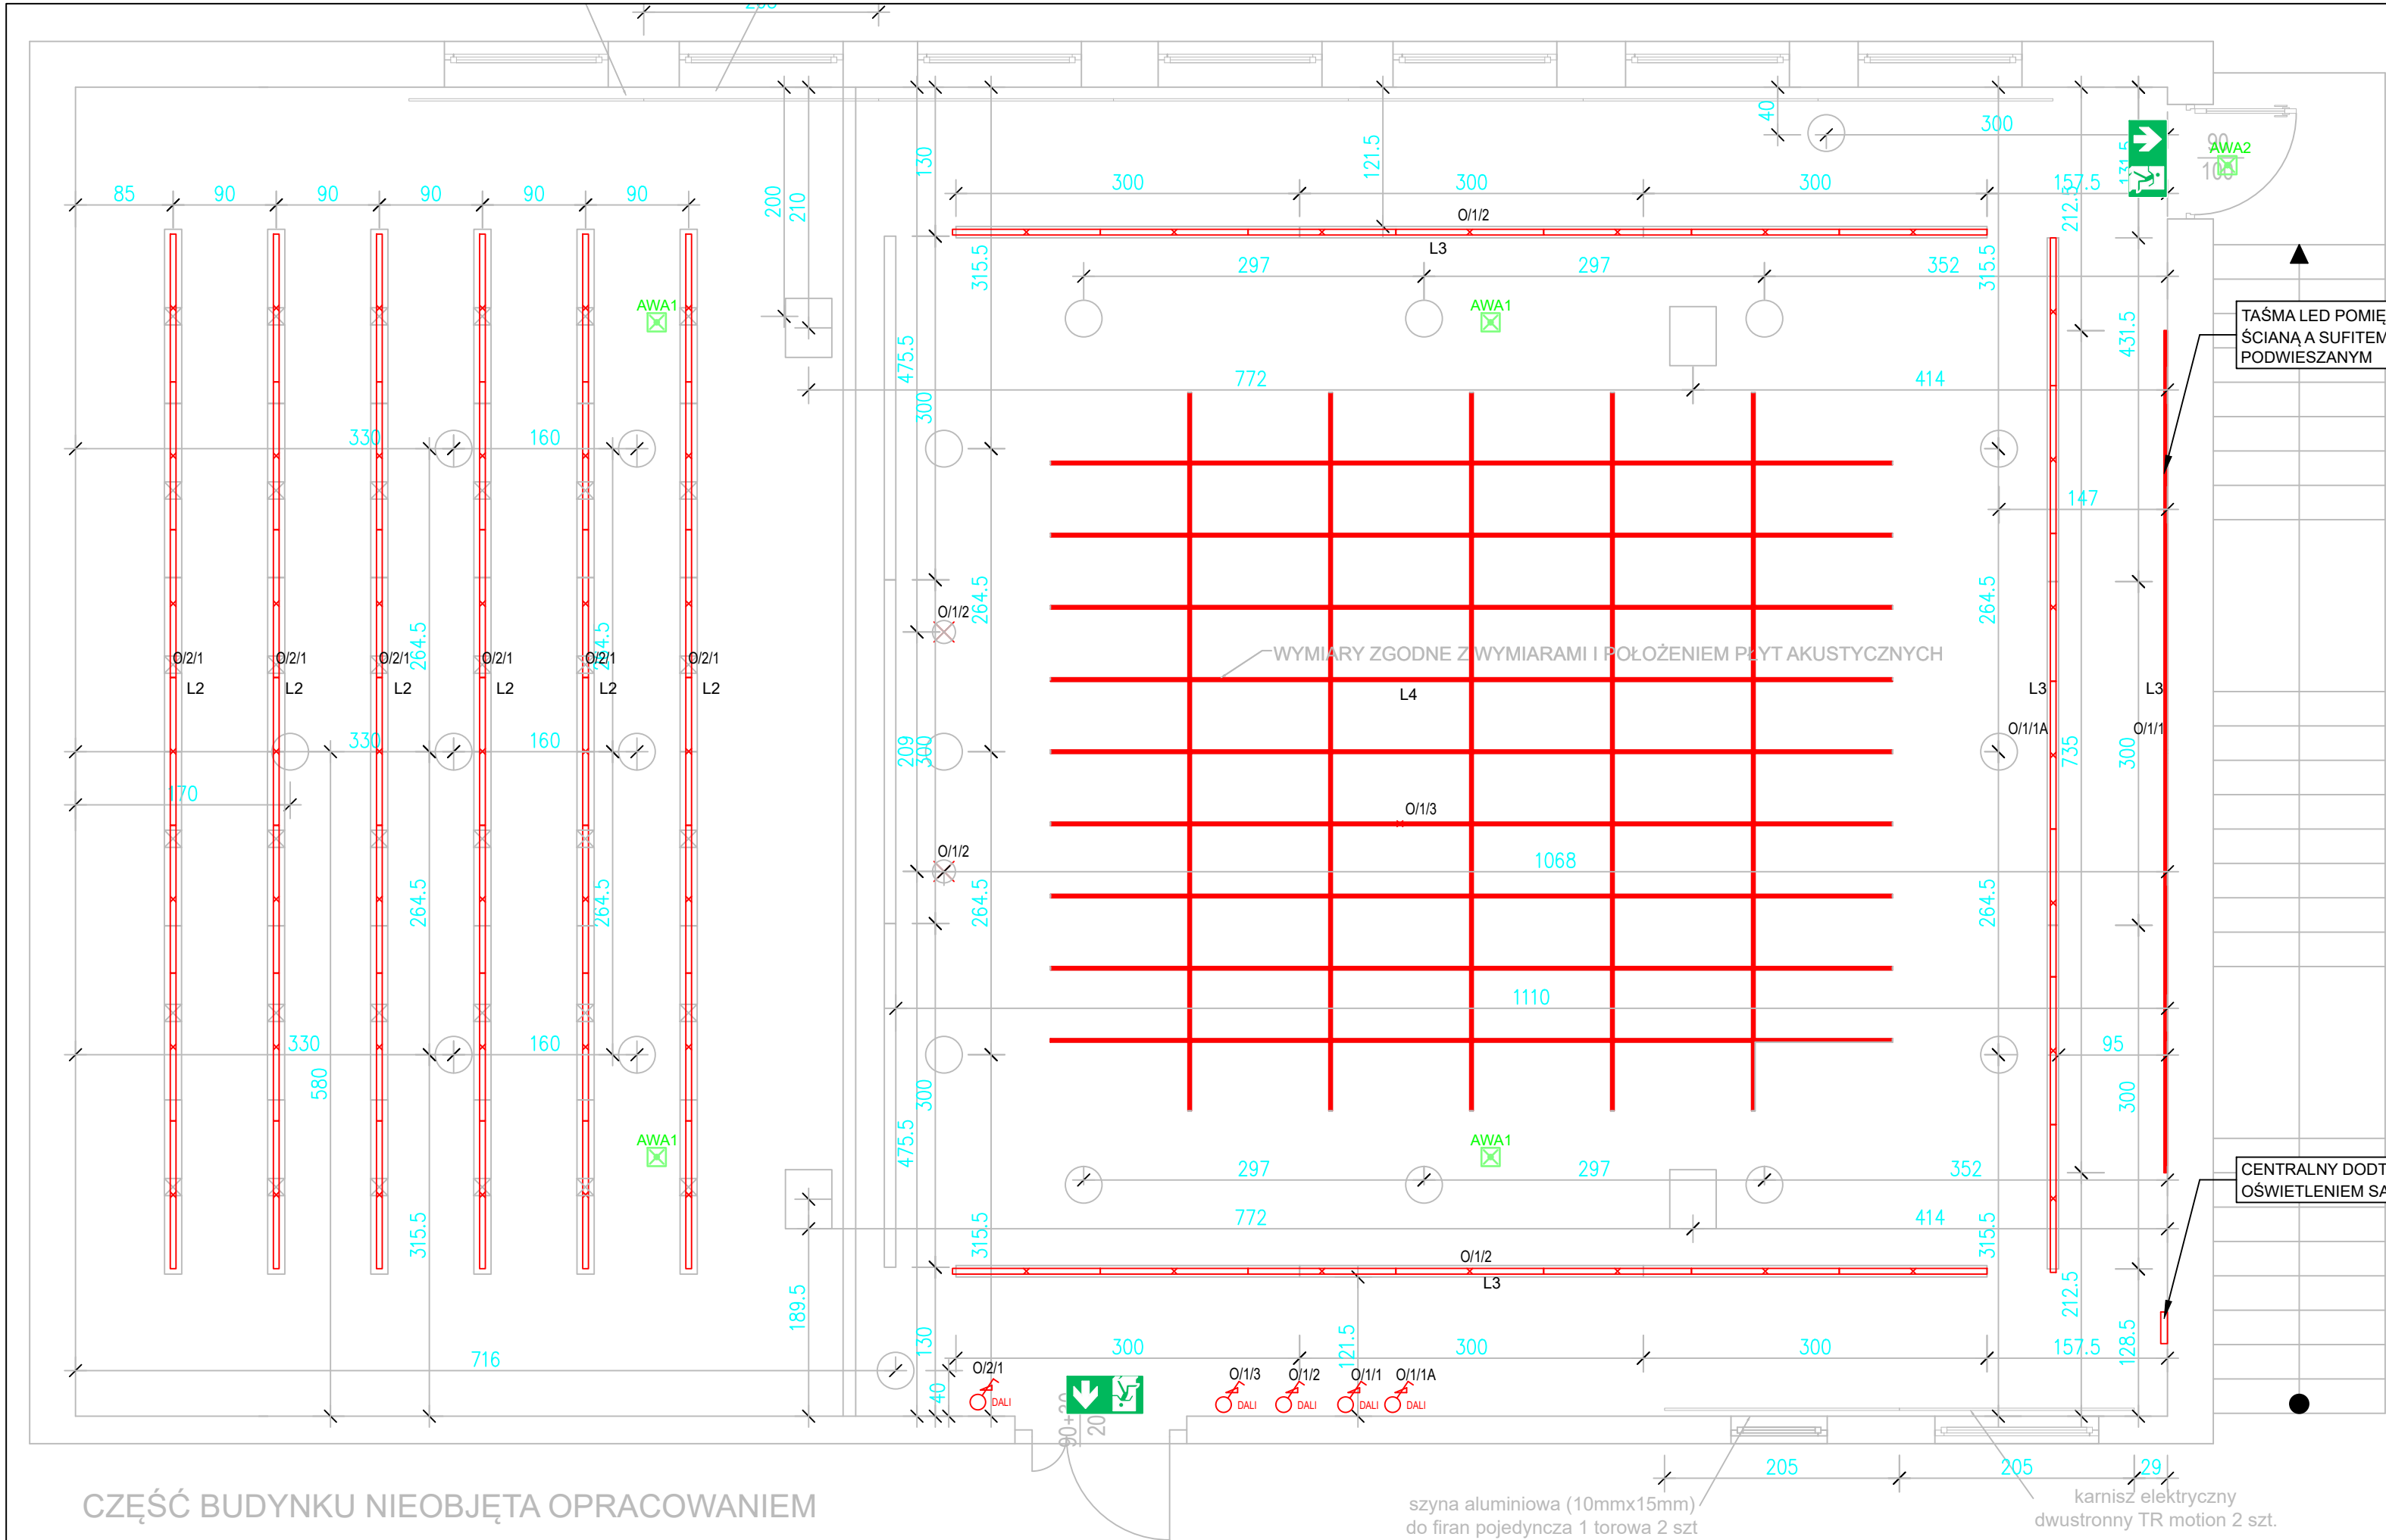 300
40
90
AWA2
100
131.5
130
121.5
85
90
90
90
90
90
200
210
300
300
300
157.5
212.5
O/1/2
L3
315.5
297
297
352
315.5
AWA1
AWA1
431.5
TAŚMA LED POMIĘ
ŚCIANĄ A SUFITEM
PODWIESZANYM
475.5
772
414
300
330
160
147
264.5
264.5
O/1/2
264.5
264.5
WYMIARY ZGODNE Z WYMIARAMI I POŁOŻENIEM PŁYT AKUSTYCZNYCH
O/2/1
O/2/1
O/2/1
O/2/1
O/2/1
O/2/1
L2
L2
L2
L2
L2
L2
L4
L3
L3
O/1/1A
O/1/1
330
160
209
300
735
300
170
O/1/3
O/1/2
1068
264.5
264.5
264.5
264.5
1110
330
160
95
580
300
300
AWA1
AWA1
475.5
297
297
352
CENTRALNY DODT
OŚWIETLENIEM SA
315.5
772
414
315.5
315.5
O/1/2
L3
189.5
212.5
130
121.5
128.5
716
300
300
300
157.5
40
O/2/1
DALI
O/1/3
DALI
O/1/2
DALI
O/1/1
DALI
O/1/1A
DALI
205
205
29
CZĘŚĆ BUDYNKU NIEOBJĘTA OPRACOWANIEM
szyna aluminiowa (10mmx15mm)
do firan pojedyncza 1 torowa 2 szt
karnisz elektryczny
dwustronny TR motion 2 szt.